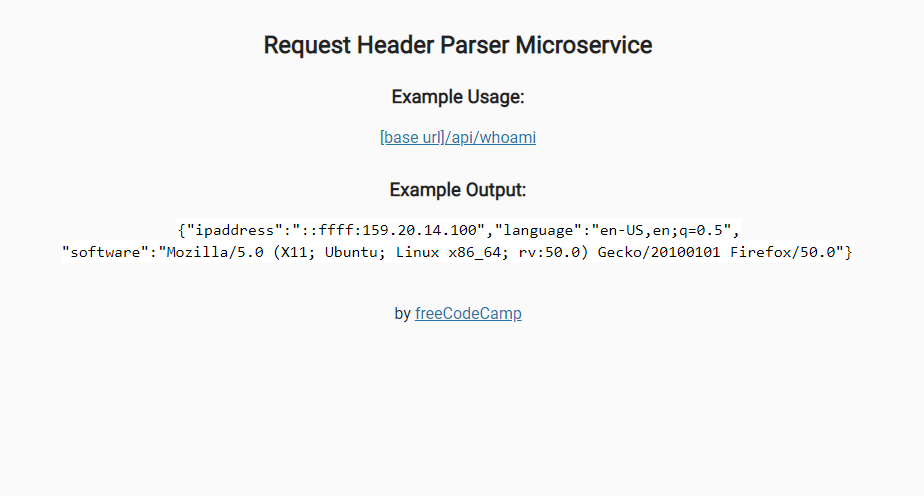 Request Header Parser Microservice
Example Usage:
[base url]/api/whoami
Example Output:
{"ipaddress":"::ffff:159.20.14.100","language":"en-US,en;q=0.5",
"software":"Mozilla/5.0 (X11; Ubuntu; Linux x86_64; rv:50.0) Gecko/20100101 Firefox/50.0"}
by freeCodeCamp